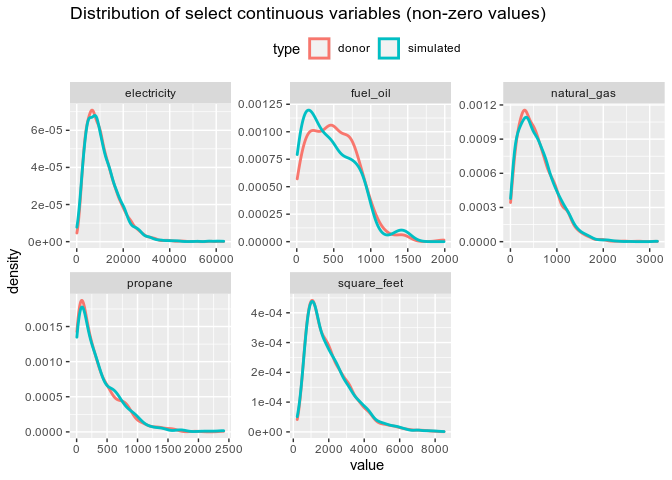 Distribution of select continuous variables (non-zero values)
type donor simulated
electricity fuel_oil natural_gas
6e-05
4e-05
2e-05
0e+00
0 20000 40000 60000
0.00125
0.00100
0.00075
0.00050
0.00025
0.00000
0 500 1000 1500 2000
0.0012
0.0009
0.0006
0.0003
0.0000
0 1000 2000 3000
density
propane square_feet
0.0015
0.0010
0.0005
0.0000
0 500 1000 1500 2000 2500
4e-04
3e-04
2e-04
1e-04
0e+00
0 2000 4000 6000 8000
value